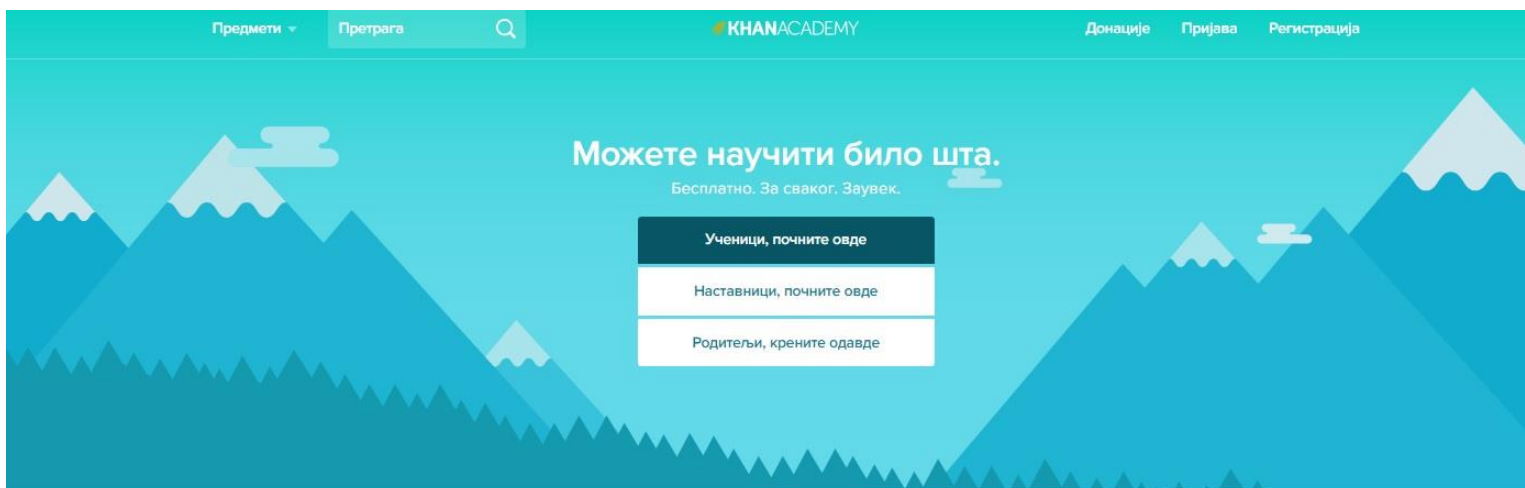 Предмети Претрага KHANACADEMY Донације Пријава Регистрација
Можете научити било шта.
Бесплатно. За сваког. Заувек.
Ученици, почните овде
Наставници, почните овде
Родитељи, крените одавде